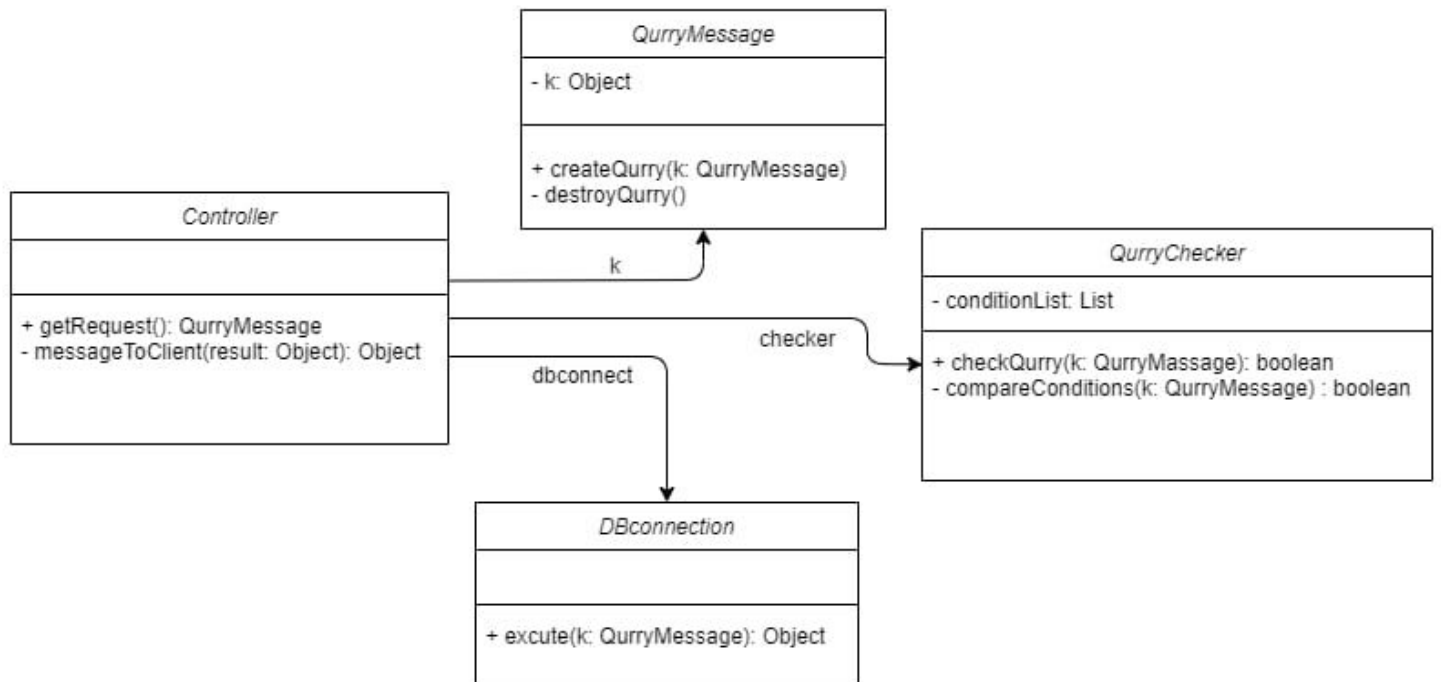 QurryMessage
- k: Object
+ createQurry(k: QurryMessage)
- destroyQurry()
Controller
+ getRequest(): QurryMessage
- messageToClient(result: Object): Object
k
checker
dbconnect
QurryChecker
- conditionList: List
+ checkQurry(k: QurryMassage): boolean
- compareConditions(k: QurryMessage) : boolean
DBconnection
+ excute(k: QurryMessage): Object